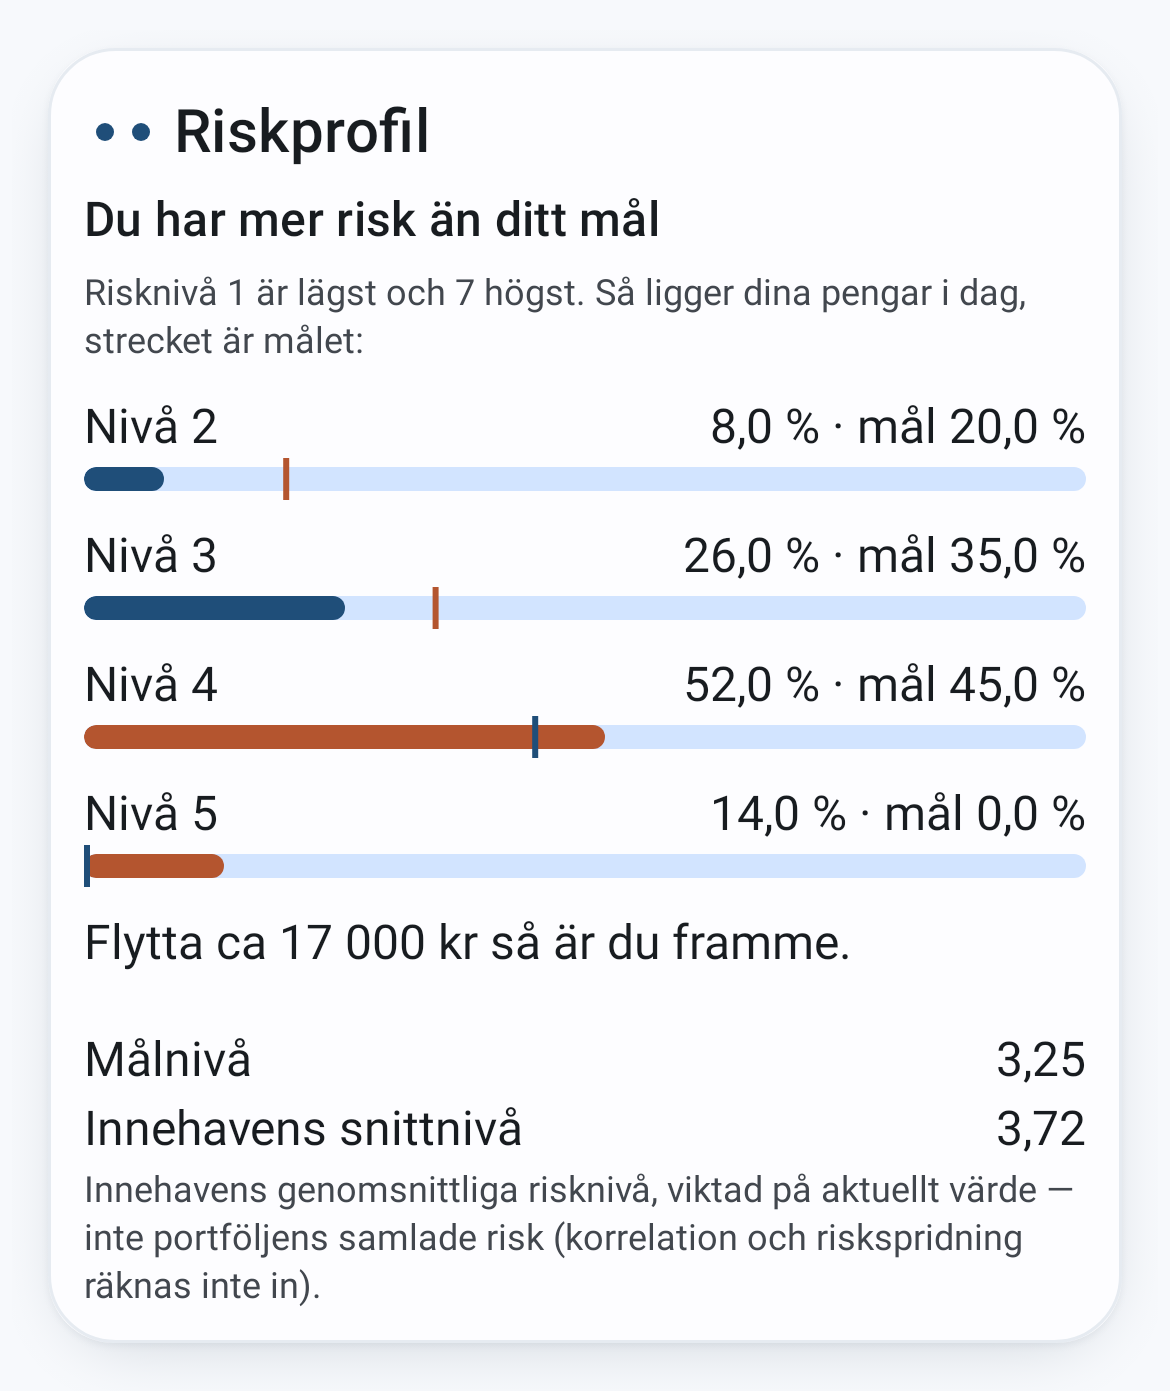 Riskprofil
Du har mer risk än ditt mål
Risknivå 1 är lägst och 7 högst. Så ligger dina pengar i dag,
strecket är målet:
Nivå 2 8,0 % · mål 20,0 %
Nivå 3 26,0 % · mål 35,0 %
Nivå 4 52,0 % · mål 45,0 %
Nivå 5 14,0 % · mål 0,0 %
Flytta ca 17 000 kr så är du framme.
Målnivå 3,25
Innehavens snittnivå 3,72
Innehavens genomsnittliga risknivå, viktad på aktuellt värde —
inte portföljens samlade risk (korrelation och riskspridning
räknas inte in).